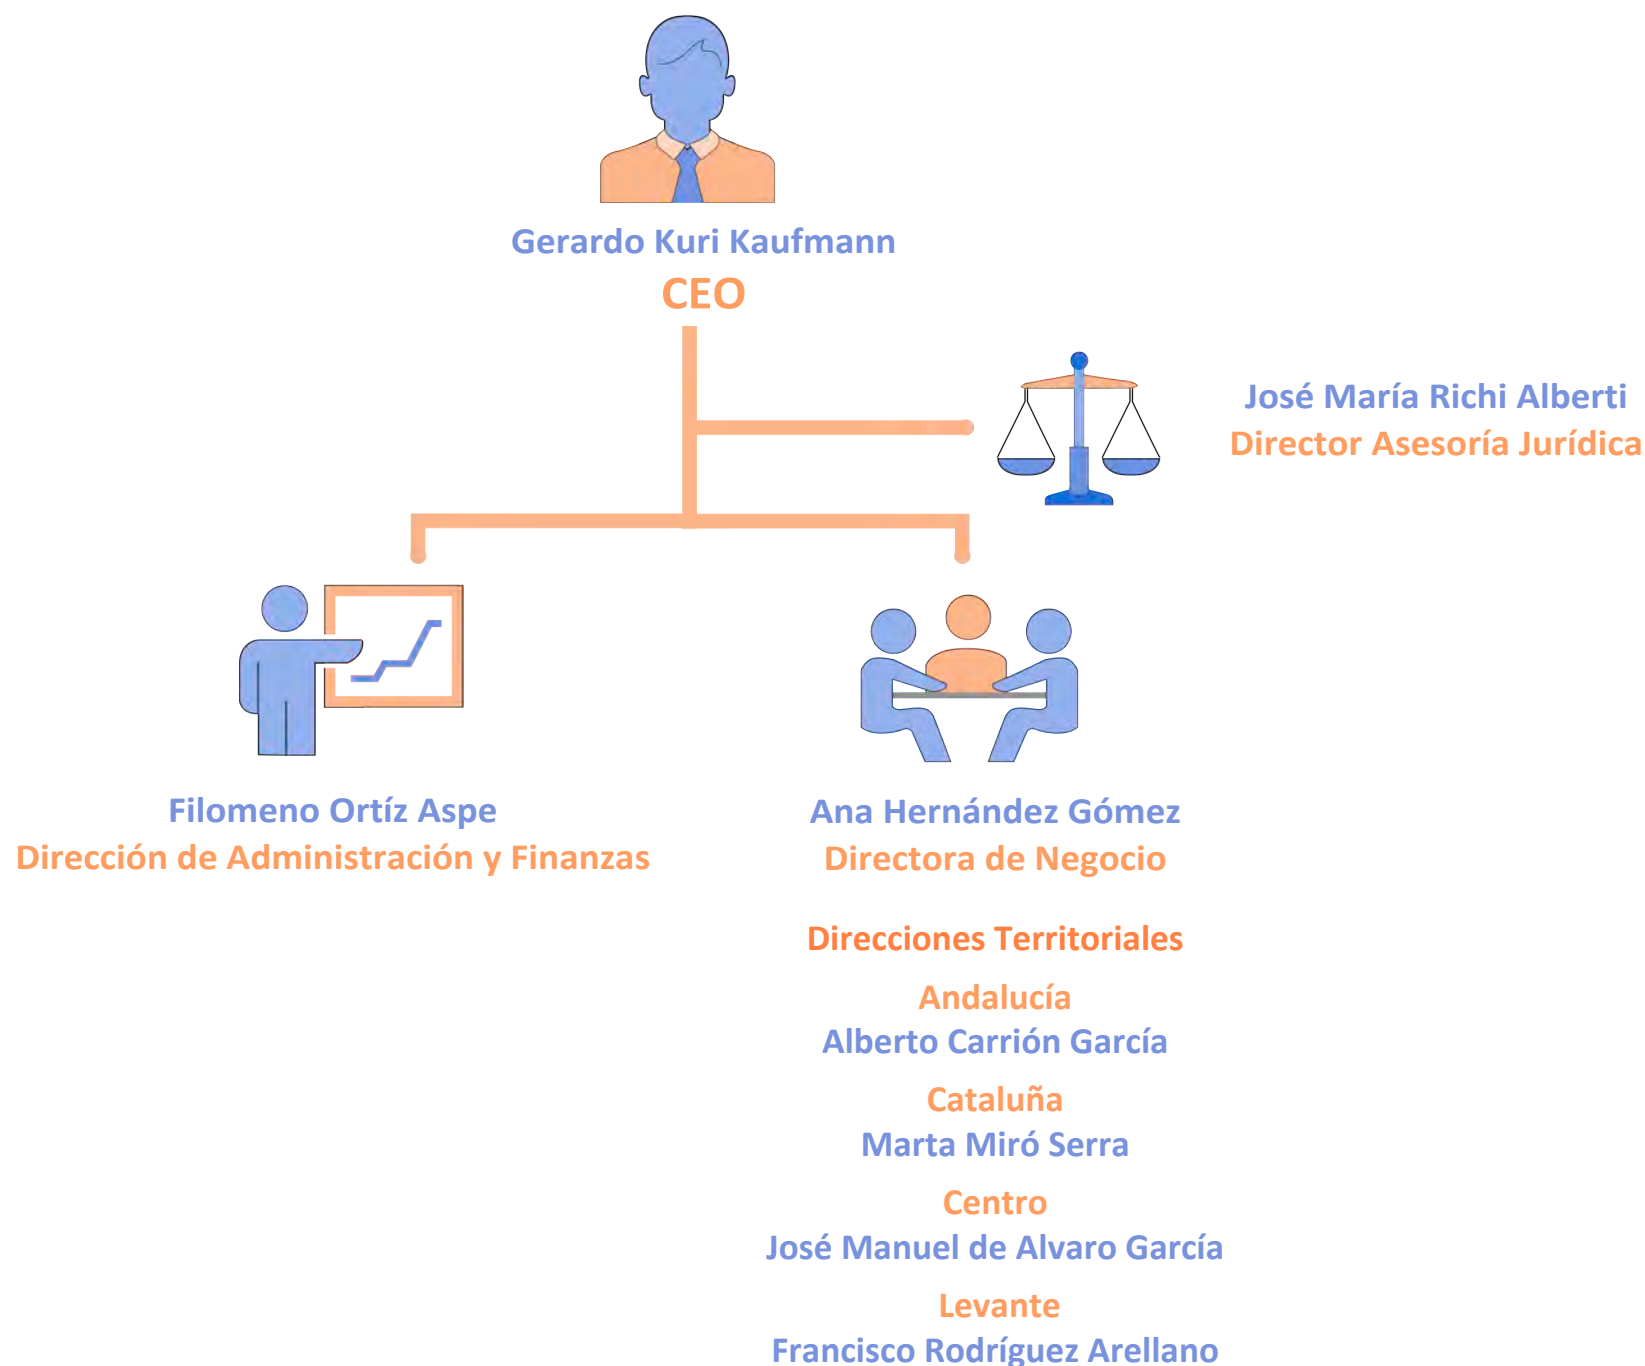 Gerardo Kuri Kaufmann
CEO
José María Richi Alberti
Director Asesoría Jurídica
Filomeno Ortíz Aspe
Dirección de Administración y Finanzas
Ana Hernández Gómez
Directora de Negocio
Direcciones Territoriales
Andalucía
Alberto Carrión García
Cataluña
Marta Miró Serra
Centro
José Manuel de Alvaro García
Levante
Francisco Rodríguez Arellano